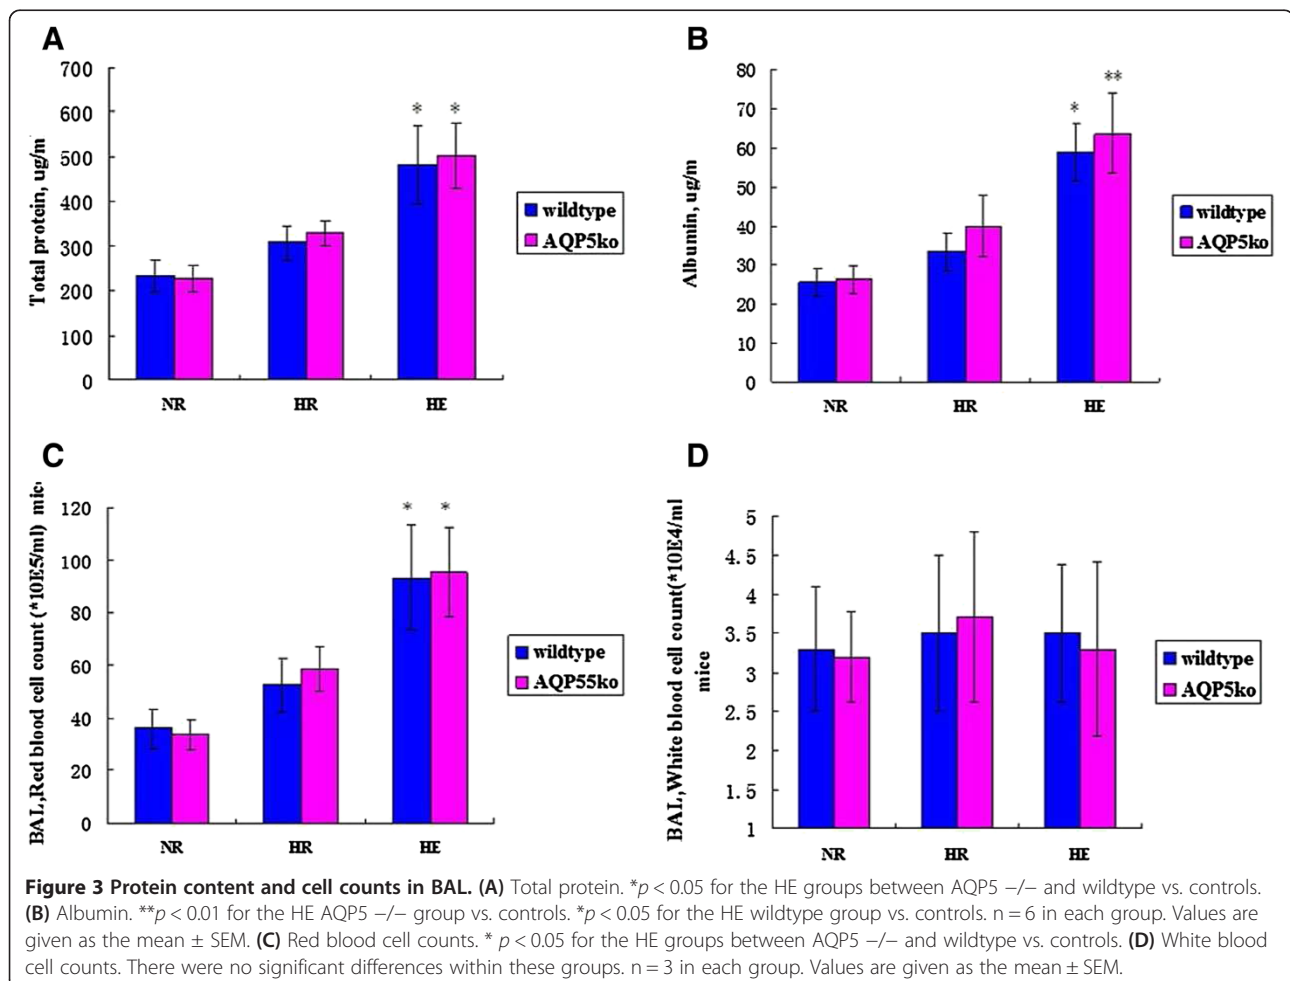 A
700
600
500
400
300
200
100
0
Total protein, ug/m
* *
NR HR HE
wildtype
AQP5ko
B
80
70
60
50
40
30
20
10
0
Albumin, ug/m
* **
NR HR HE
wildtype
AQP5ko
C
120
100
80
60
40
20
0
BAL,Red blood cell count (*10E5/ml) mic
* *
NR HR HE
wildtype
AQP55ko
D
5
4.5
4
3.5
3
2.5
2
1.5
1
BAL,White blood cell count(*10E4/ml
mice
NR HR HE
wildtype
AQP5ko
Figure 3 Protein content and cell counts in BAL. (A) Total protein. *p < 0.05 for the HE groups between AQP5 −/− and wildtype vs. controls.
(B) Albumin. **p < 0.01 for the HE AQP5 −/− group vs. controls. *p < 0.05 for the HE wildtype group vs. controls. n = 6 in each group. Values are
given as the mean ± SEM. (C) Red blood cell counts. * p < 0.05 for the HE groups between AQP5 −/− and wildtype vs. controls. (D) White blood
cell counts. There were no significant differences within these groups. n = 3 in each group. Values are given as the mean ± SEM.